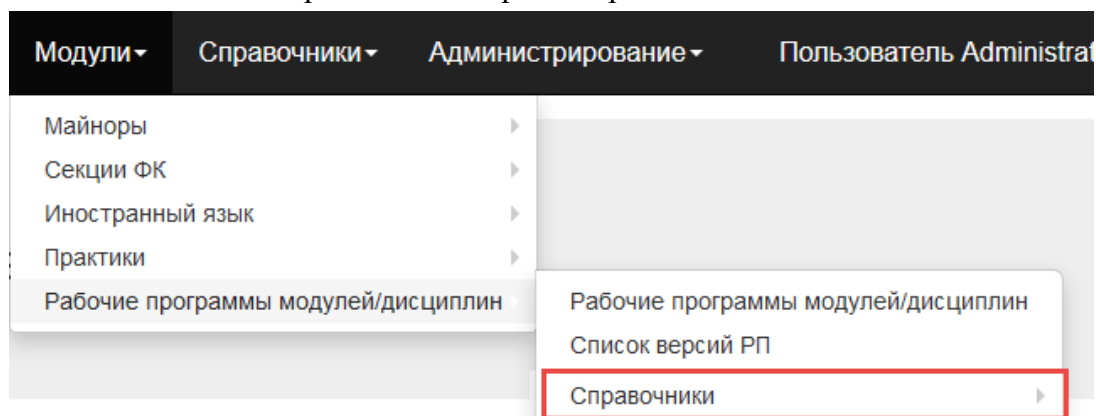 Модули Справочники Администрирование Пользователь Administrat
Майноры
Секции ФК
Иностранный язык
Практики
Рабочие программы модулей/дисциплин
Рабочие программы модулей/дисциплин
Список версий РП
Справочники